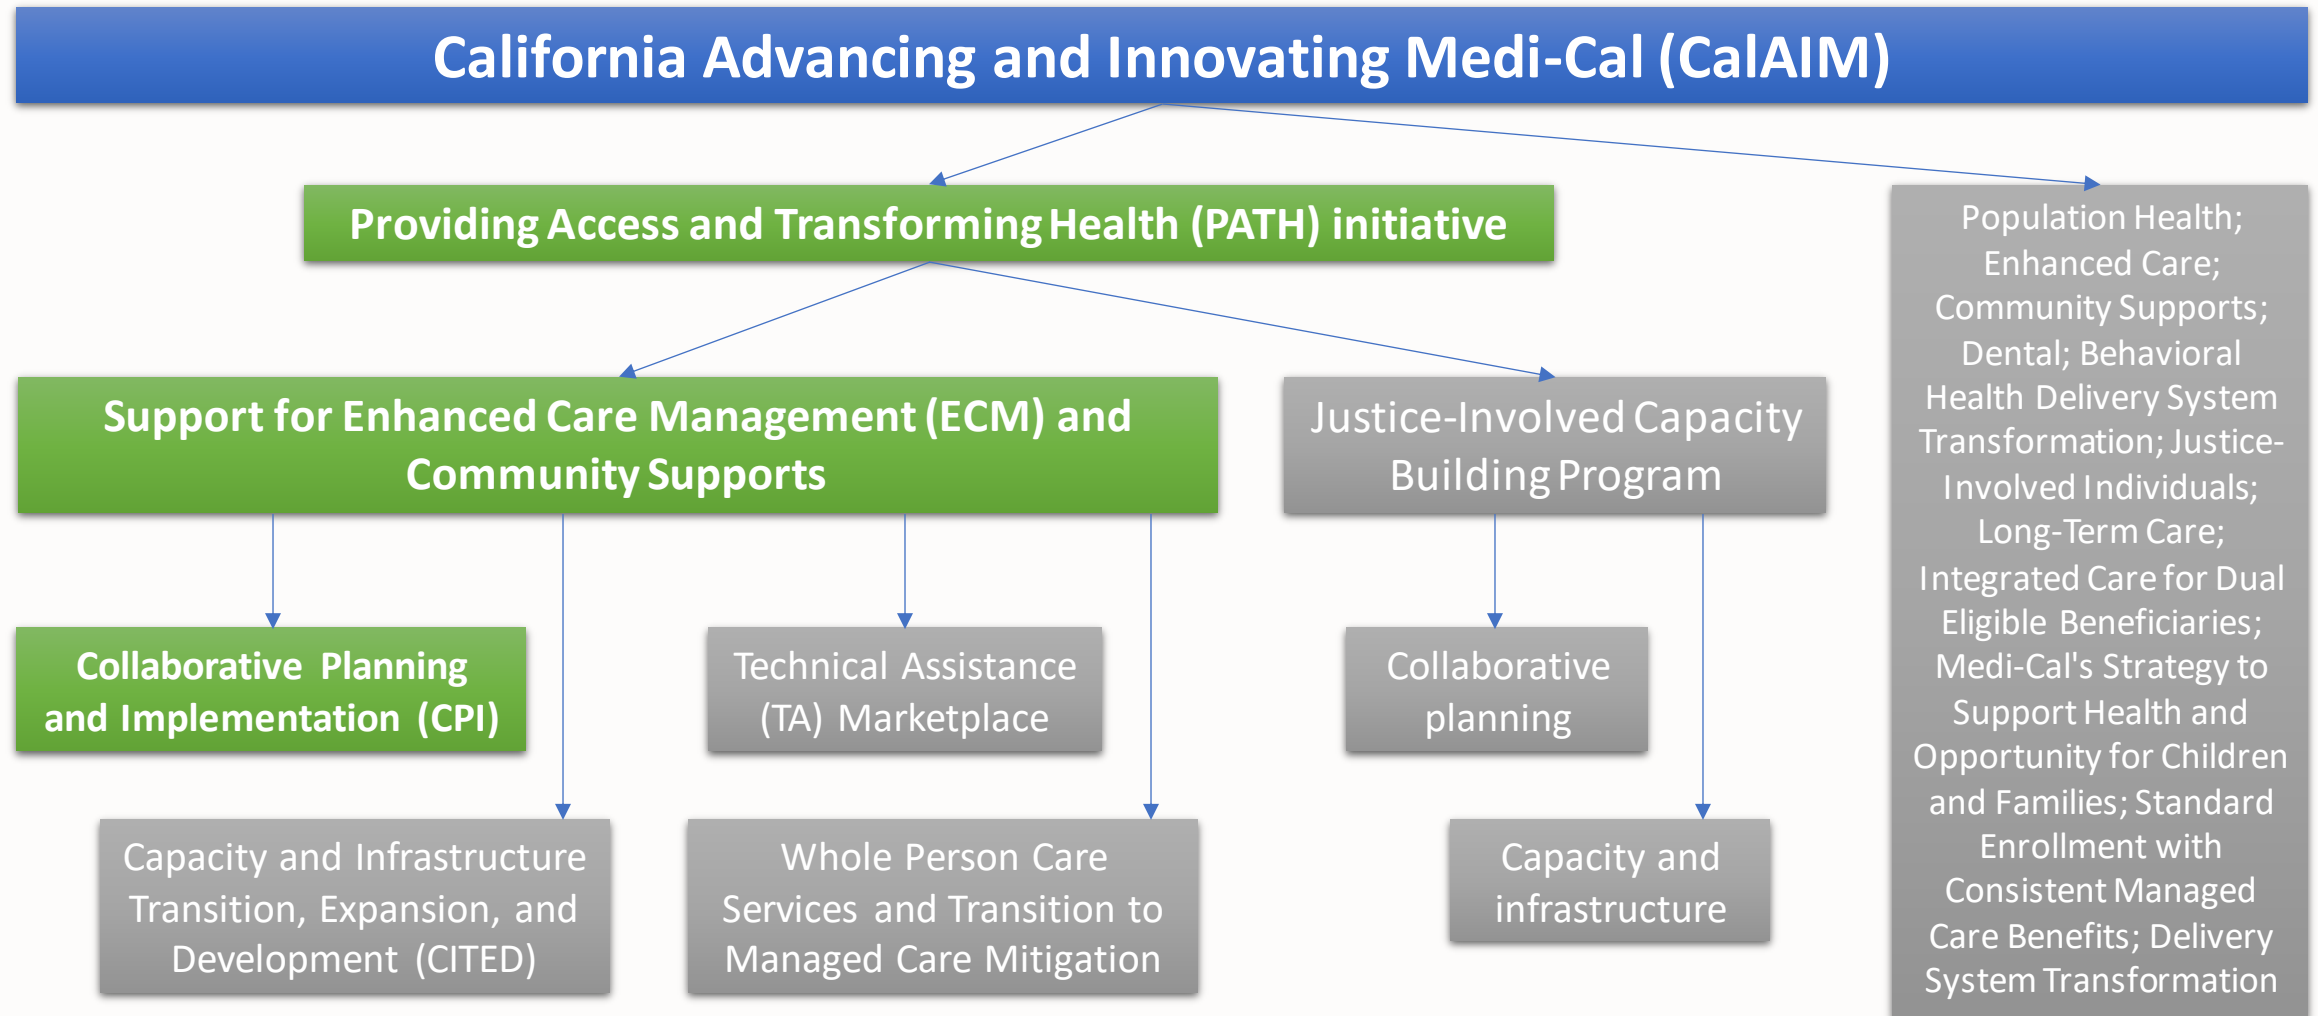 California Advancing and Innovating Medi-Cal (CalAIM)
Providing Access and Transforming Health (PATH) initiative
Support for Enhanced Care Management (ECM) and
Community Supports
Justice-Involved Capacity
Building Program
Collaborative Planning
and Implementation (CPI)
Technical Assistance
(TA) Marketplace
Collaborative
planning
Capacity and Infrastructure
Transition, Expansion, and
Development (CITED)
Whole Person Care
Services and Transition to
Managed Care Mitigation
Capacity and
infrastructure
Population Health;
Enhanced Care;
Community Supports;
Dental; Behavioral
Health Delivery System
Transformation; Justice-
Involved Individuals;
Long-Term Care;
Integrated Care for Dual
Eligible Beneficiaries;
Medi-Cal's Strategy to
Support Health and
Opportunity for Children
and Families; Standard
Enrollment with
Consistent Managed
Care Benefits; Delivery
System Transformation